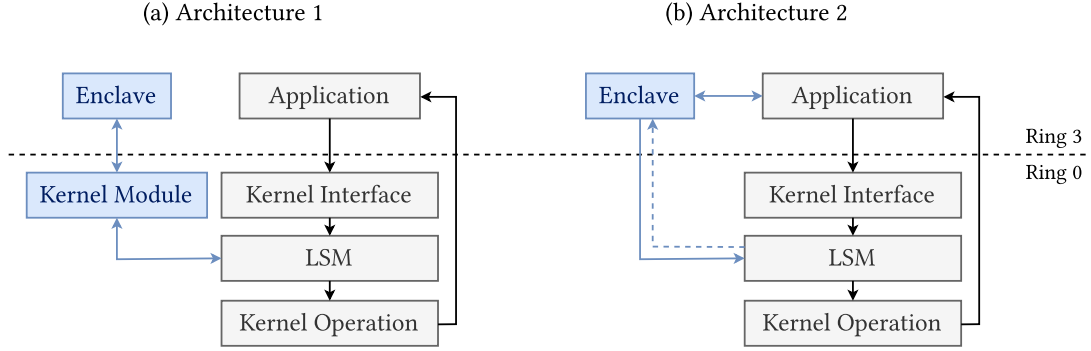 (a) Architecture 1
(b) Architecture 2
Enclave
Application
Kernel Module
Kernel Interface
LSM
Kernel Operation
Enclave
Application
Ring 3
Ring 0
Kernel Interface
LSM
Kernel Operation